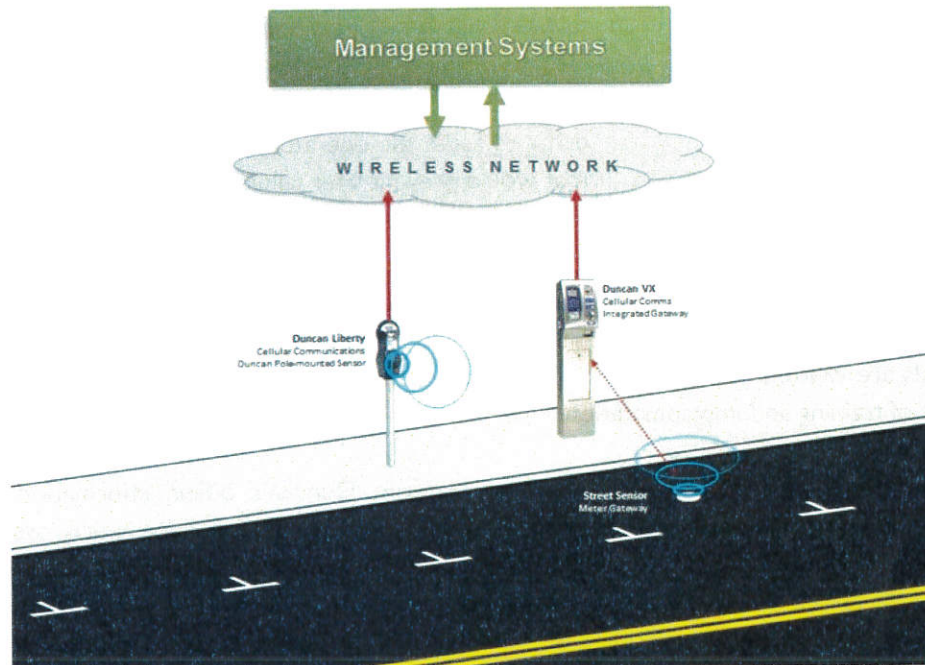 Management Systems
WIRELESS NETWORK
Duncan VX
Cellular Comms
Integrated Gateway
Duncan Liberty
Cellular Communications
Duncan Pole-mounted Sensor
Street Sensor
Meter Gateway